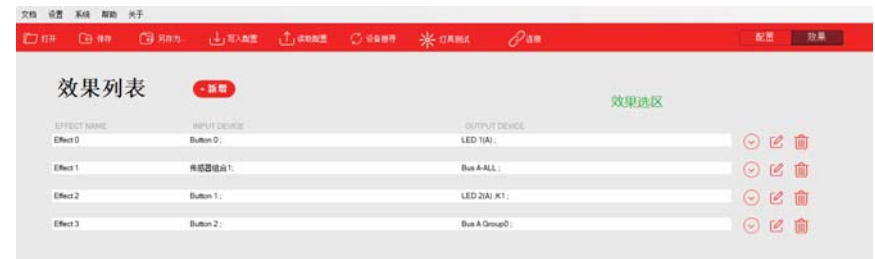 文档 设置 系统 帮助 关于
打开 保存 另存为... 写入配置 读取配置 设备排序 灯具测试 连接 配置 效果
效果列表 + 新增
效果选区
EFFECT NAME INPUT DEVICE OUTPUT DEVICE
Effect 0 Button 0 ; LED 1(A) ;
Effect 1 传感器组合1; Bus A-ALL ;
Effect 2 Button 1 ; LED 2(A) ;K1 ;
Effect 3 Button 2 ; Bus A Group0 ;